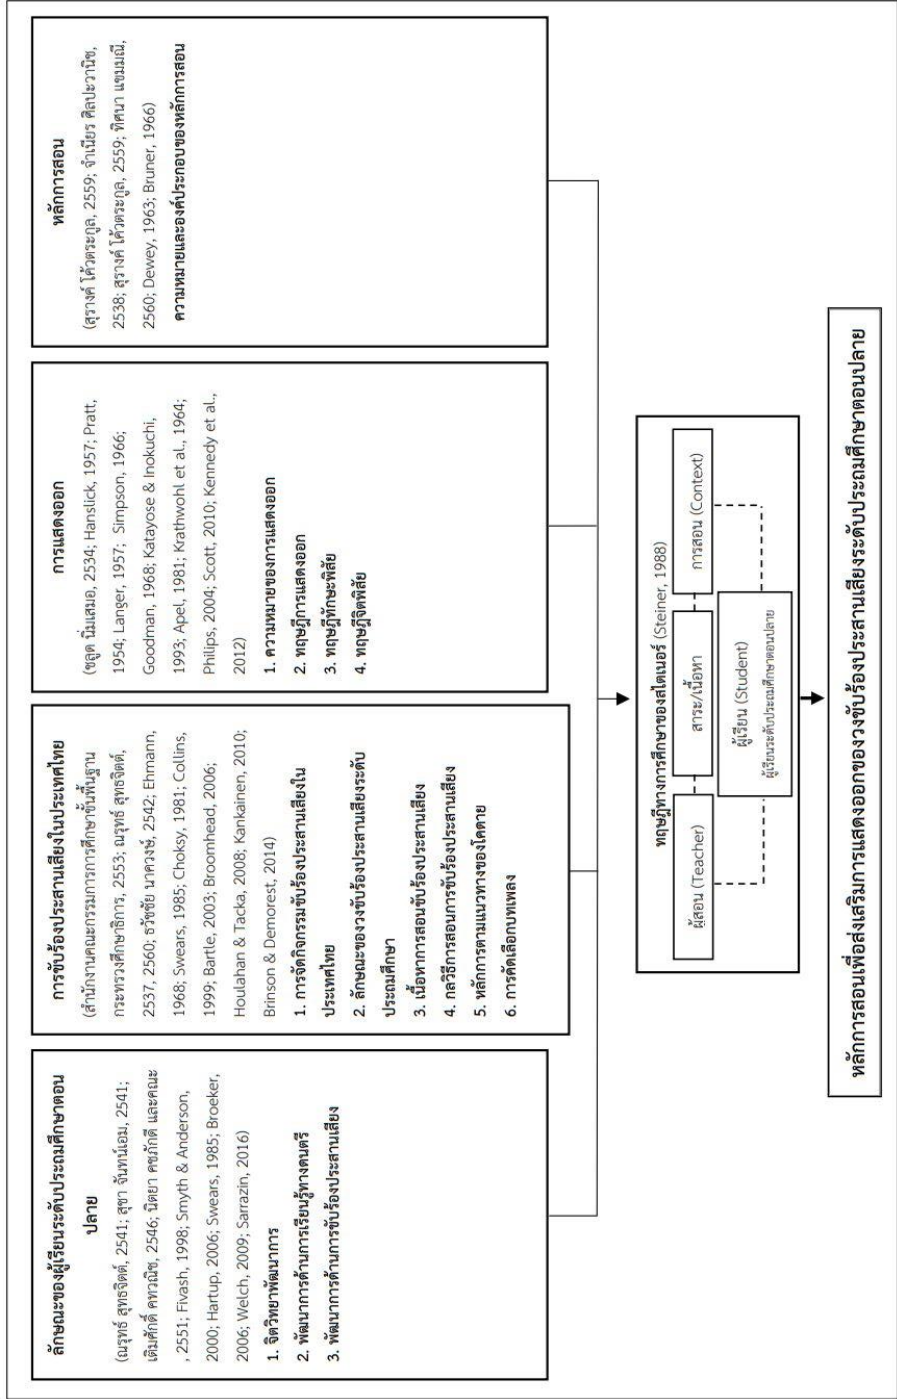 ลักษณะของผู้เรียนระดับประถมศึกษาตอน
ปลาย
(ณรุทธ์ สุทธจิตต์, 2541; สุชา จันทน์เอม, 2541;
เติมศักดิ์ คทวณิช, 2546; นิตยา คชภักดี และคณะ
, 2551; Fivash, 1998; Smyth & Anderson,
2000; Hartup, 2006; Swears, 1985; Broeker,
2006; Welch, 2009; Sarrazin, 2016)
1. จิตวิทยาพัฒนาการ
2. พัฒนาการด้านการเรียนรู้ทางดนตรี
3. พัฒนาการด้านการขับร้องประสานเสียง
การขับร้องประสานเสียงในประเทศไทย
(สำนักงานคณะกรรมการการศึกษาขั้นพื้นฐาน
กระทรวงศึกษาธิการ, 2553; ณรุทธ์ สุทธจิตต์,
2537, 2560; ธวัชชัย นาควงษ์, 2542; Ehmann,
1968; Swears, 1985; Choksy, 1981; Collins,
1999; Bartle, 2003; Broomhead, 2006;
Houlahan & Tacka, 2008; Kankainen, 2010;
Brinson & Demorest, 2014)
1. การจัดกิจกรรมขับร้องประสานเสียงใน
ประเทศไทย
2. ลักษณะของวงขับร้องประสานเสียงระดับ
ประถมศึกษา
3. เนื้อหาการสอนขับร้องประสานเสียง
4. กลวิธีการสอนการขับร้องประสานเสียง
5. หลักการตามแนวทางของโคดาย
6. การคัดเลือกบทเพลง
การแสดงออก
(ชลูด นิ่มเสมอ, 2534; Hanslick, 1957; Pratt,
1954; Langer, 1957; Simpson, 1966;
Goodman, 1968; Katayose & Inokuchi,
1993; Apel, 1981; Krathwohl et al., 1964;
Philips, 2004; Scott, 2010; Kennedy et al.,
2012)
1. ความหมายของการแสดงออก
2. ทฤษฎีการแสดงออก
3. ทฤษฎีทักษะพิสัย
4. ทฤษฎีจิตพิสัย
หลักการสอน
(สุรางค์ โค้วตระกูล, 2559; จำเนียร ศิลปะวานิช,
2538; สุรางค์ โค้วตระกูล, 2559; ทิศนา แขมมณี,
2560; Dewey, 1963; Bruner, 1966)
ความหมายและองค์ประกอบของหลักการสอน
ทฤษฎีทางการศึกษาของสไตเนอร์ (Steiner, 1988)
ผู้สอน (Teacher)
สาระ/เนื้อหา
การสอน (Context)
ผู้เรียน (Student)
ผู้เรียนระดับประถมศึกษาตอนปลาย
หลักการสอนเพื่อส่งเสริมการแสดงออกของวงขับร้องประสานเสียงระดับประถมศึกษาตอนปลาย